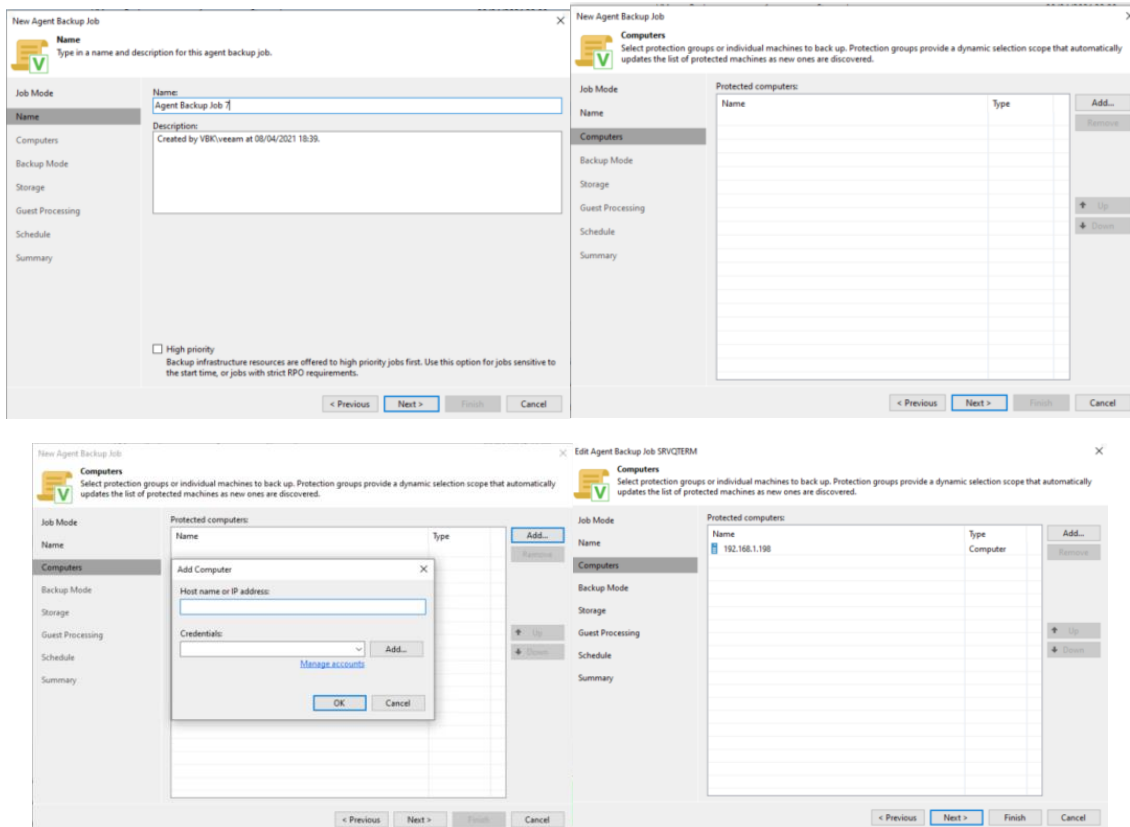 New Agent Backup Job
Name
Type in a name and description for this agent backup job.
Job Mode
Name
Computers
Backup Mode
Storage
Guest Processing
Schedule
Summary
Name:
Agent Backup Job 7
Description:
Created by VBK\veeam at 08/04/2021 18:39.
High priority
Backup infrastructure resources are offered to high priority jobs first. Use this option for jobs sensitive to
the start time, or jobs with strict RPO requirements.
< Previous Next > Finish Cancel
New Agent Backup Job
Computers
Select protection groups or individual machines to back up. Protection groups provide a dynamic selection scope that automatically
updates the list of protected machines as new ones are discovered.
Job Mode
Name
Computers
Backup Mode
Storage
Guest Processing
Schedule
Summary
Protected computers:
Name Type
Add...
Remove
Up
Down
< Previous Next > Finish Cancel
New Agent Backup Job
Computers
Select protection groups or individual machines to back up. Protection groups provide a dynamic selection scope that automatically
updates the list of protected machines as new ones are discovered.
Job Mode
Name
Computers
Backup Mode
Storage
Guest Processing
Schedule
Summary
Protected computers:
Name Type
Add...
Remove
Up
Down
Add Computer
Host name or IP address:
Credentials:
Add...
Manage accounts
OK Cancel
< Previous Next > Finish Cancel
Edit Agent Backup Job SRVQTERM
Computers
Select protection groups or individual machines to back up. Protection groups provide a dynamic selection scope that automatically
updates the list of protected machines as new ones are discovered.
Job Mode
Name
Computers
Backup Mode
Storage
Guest Processing
Schedule
Summary
Protected computers:
Name Type
192.168.1.198 Computer
Add...
Remove
Up
Down
< Previous Next > Finish Cancel